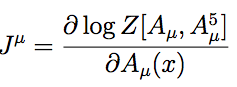 J^μ = ∂ log Z[A_μ, A^5_μ] / ∂A_μ(x)